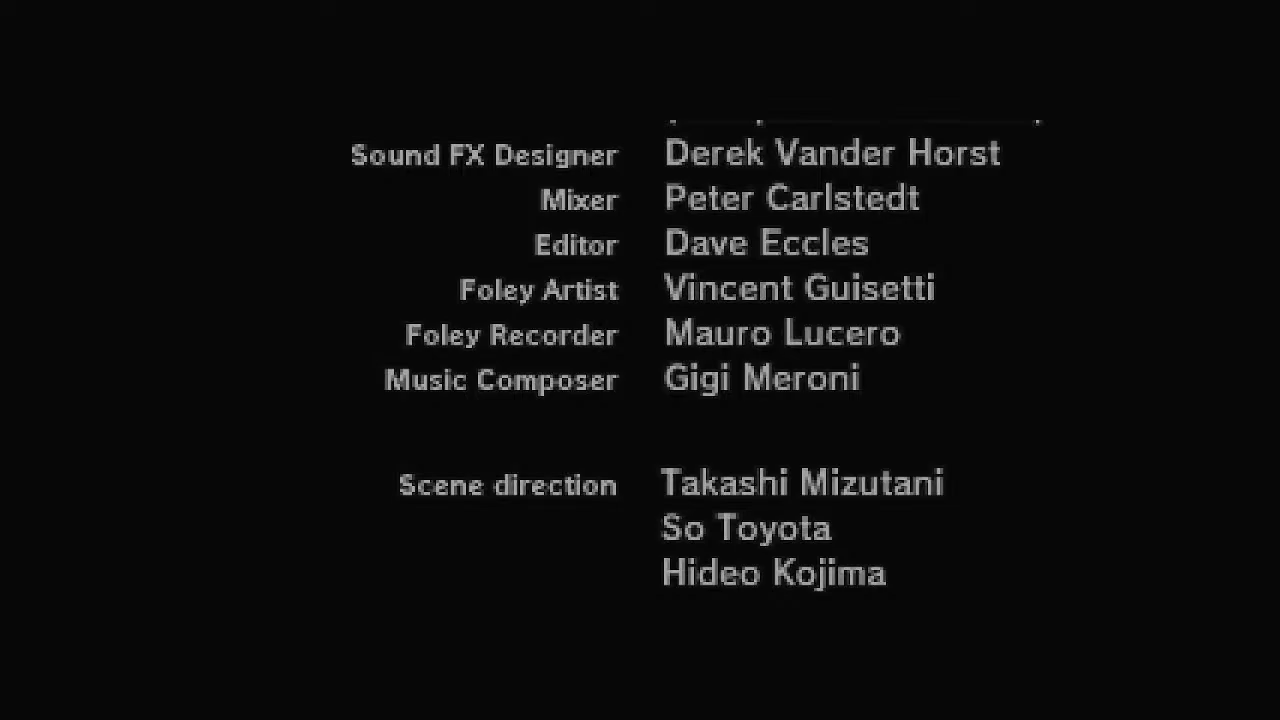 Sound FX Designer Derek Vander Horst
Mixer Peter Carlstedt
Editor Dave Eccles
Foley Artist Vincent Guisetti
Foley Recorder Mauro Lucero
Music Composer Gigi Meroni
Scene direction Takashi Mizutani
So Toyota
Hideo Kojima